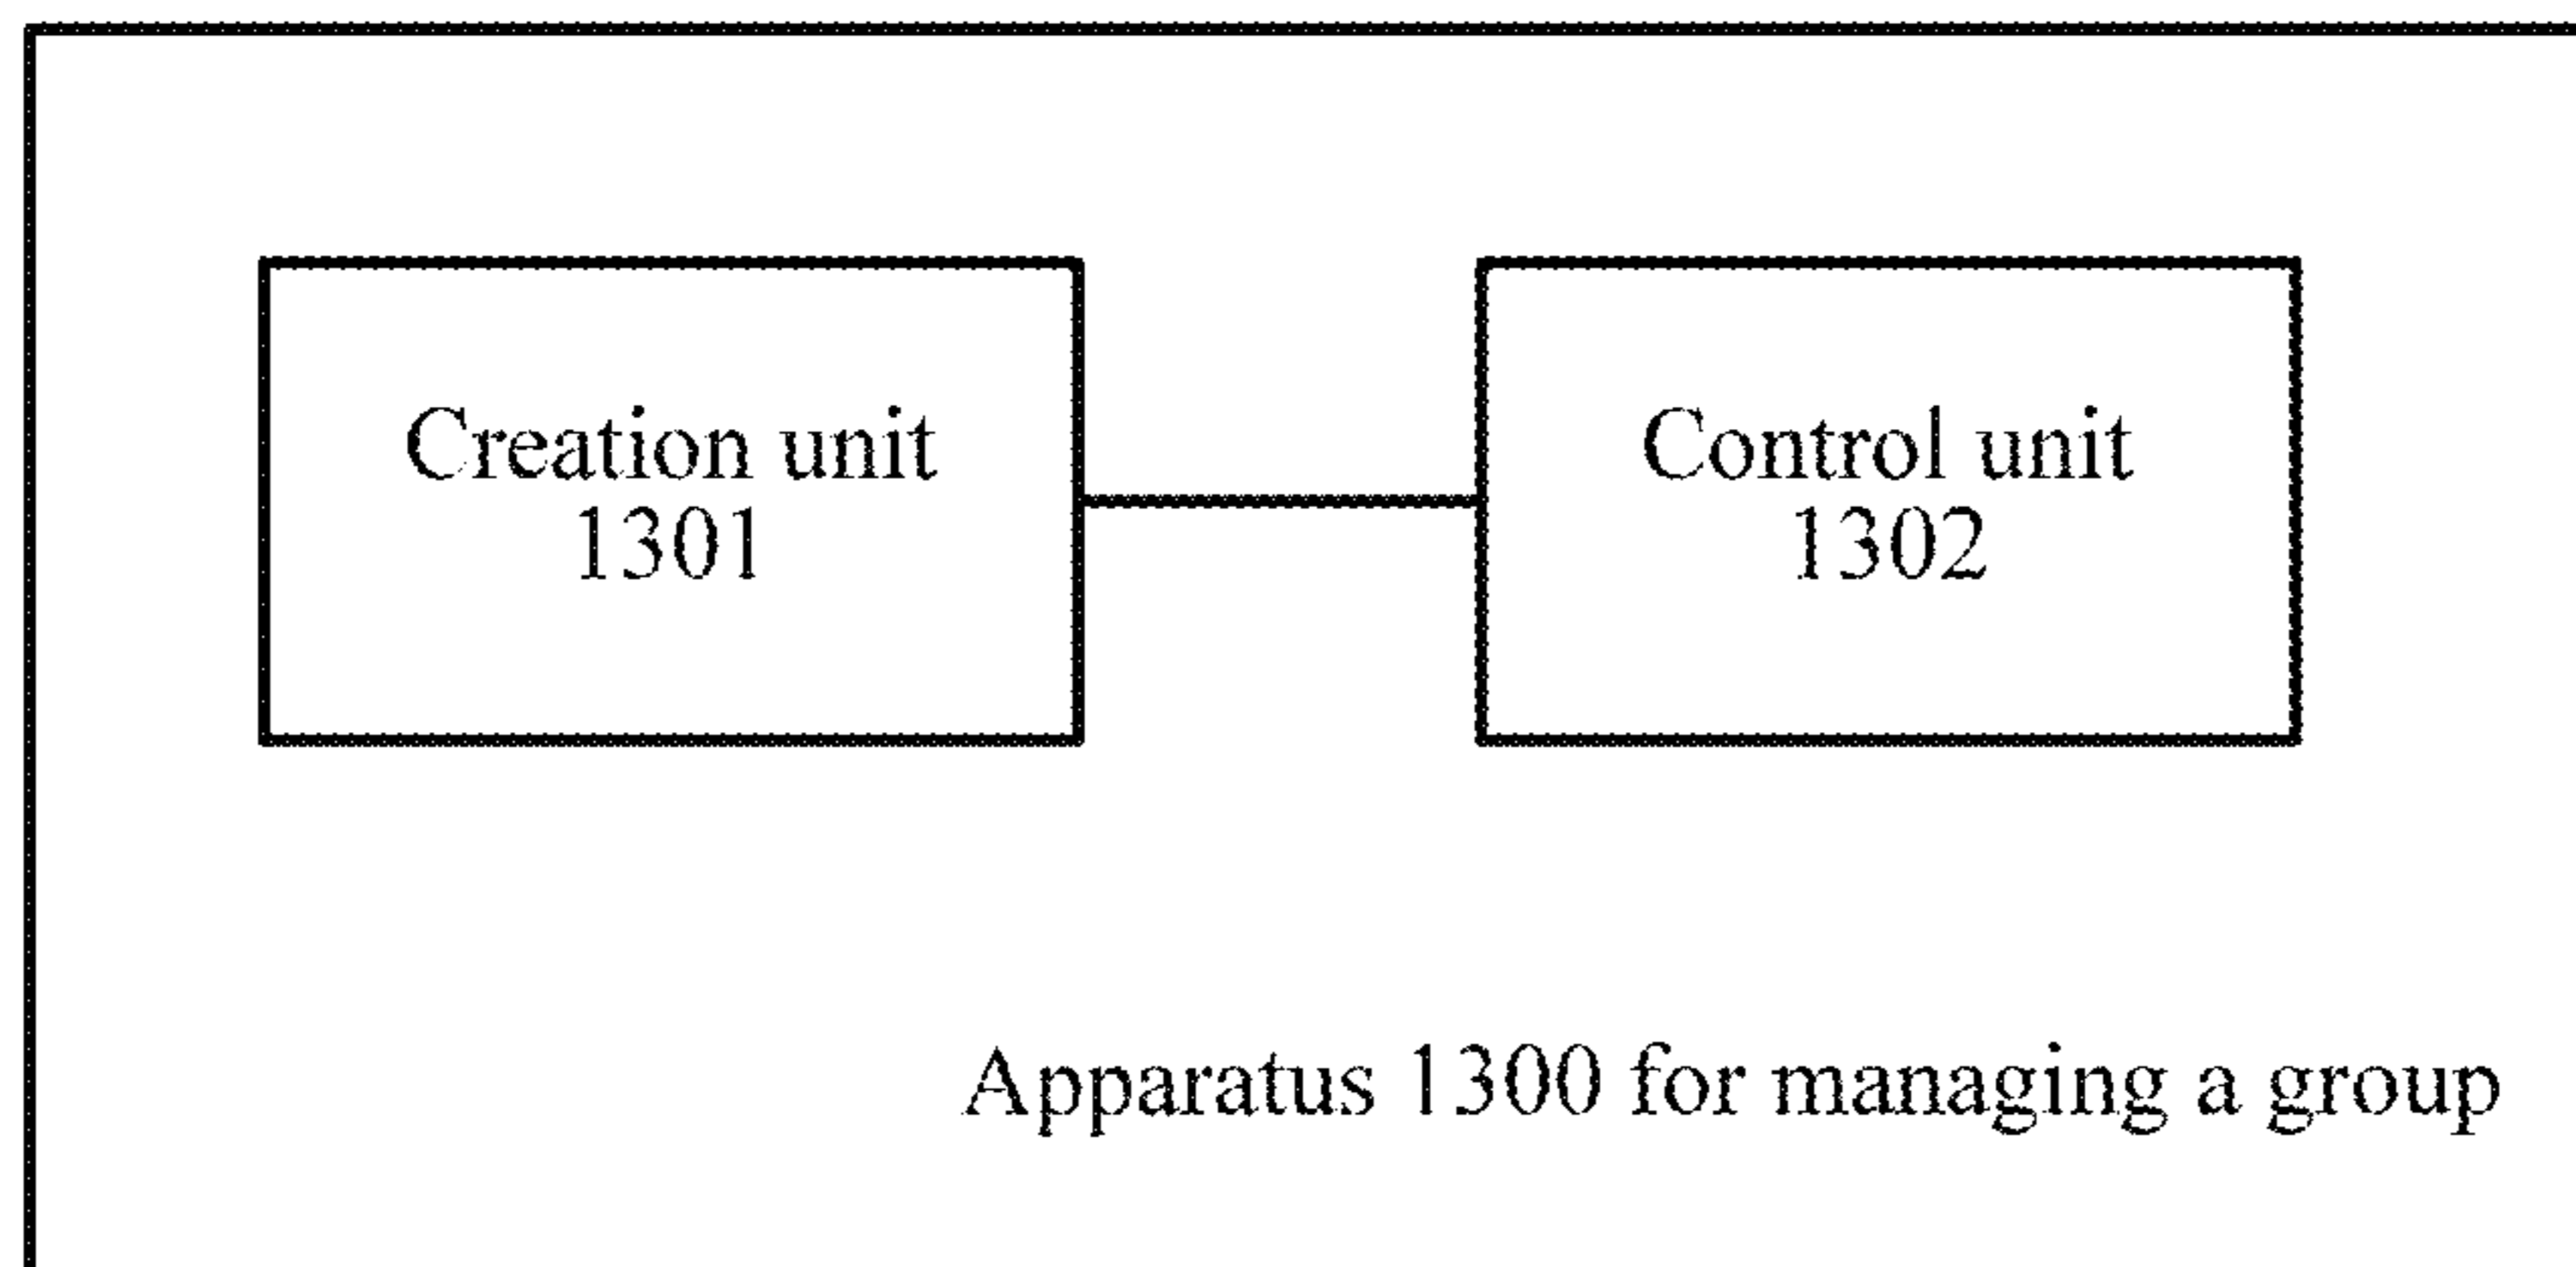 Creation unit
1301
Control unit
1302
Apparatus 1300 for managing a group